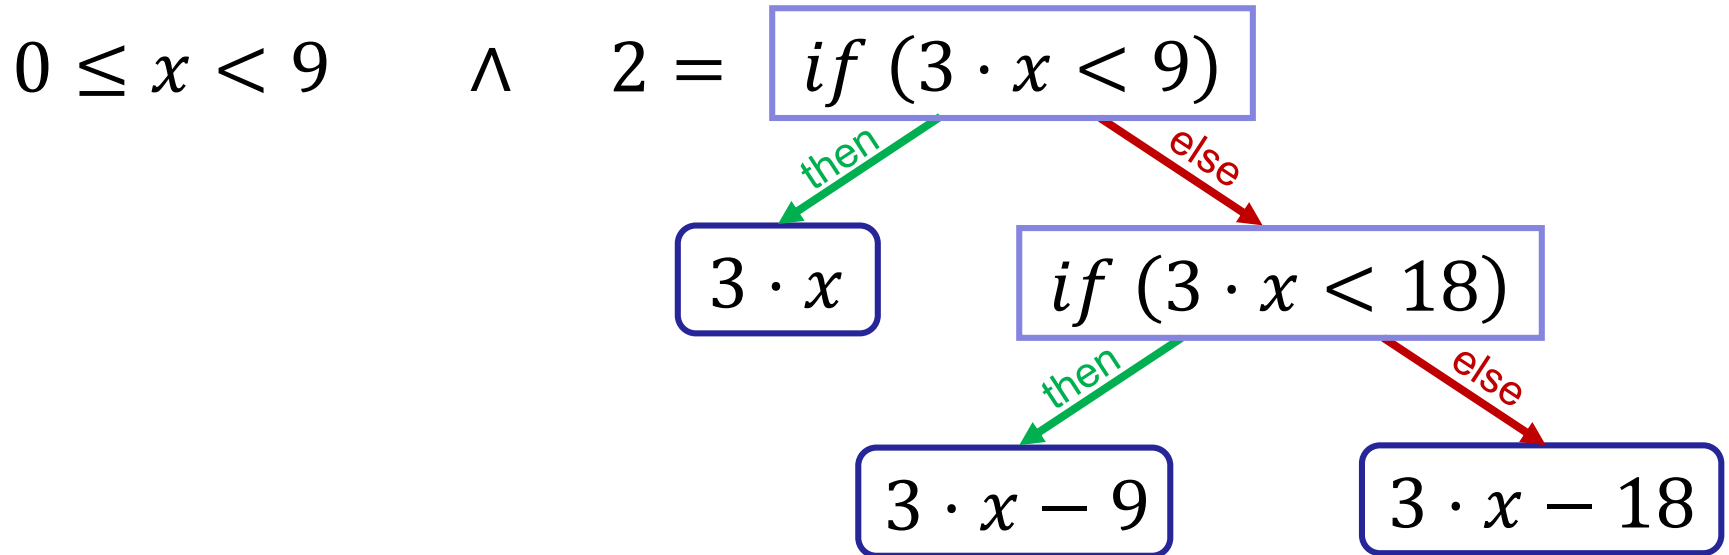 0 ≤ x < 9 ∧ 2 = if (3 · x < 9)
then
else
3 · x
if (3 · x < 18)
then
else
3 · x − 9
3 · x − 18